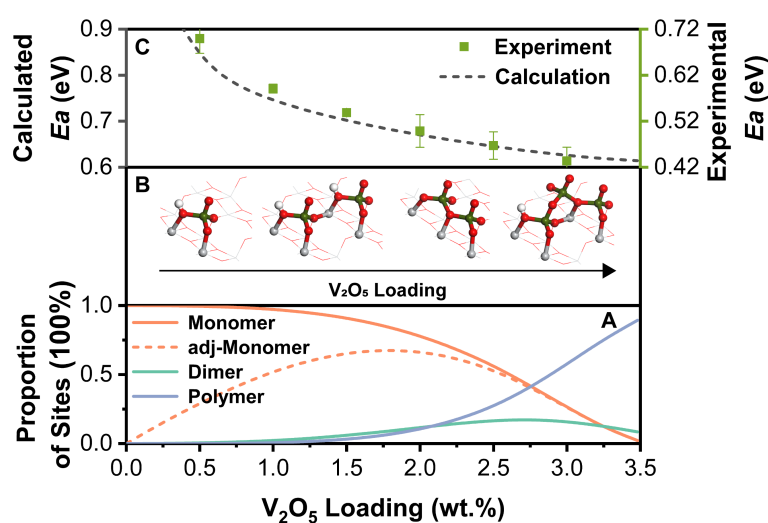 C
Experiment
Calculation
Calculated
Ea (eV)
0.9
0.8
0.7
0.6
0.72
0.62
0.52
0.42
Experimental
Ea (eV)
B
V₂O₅ Loading
A
Monomer
adj-Monomer
Dimer
Polymer
Proportion
of Sites (100%)
1.0
0.5
0.0
0.0 0.5 1.0 1.5 2.0 2.5 3.0 3.5
V₂O₅ Loading (wt.%)